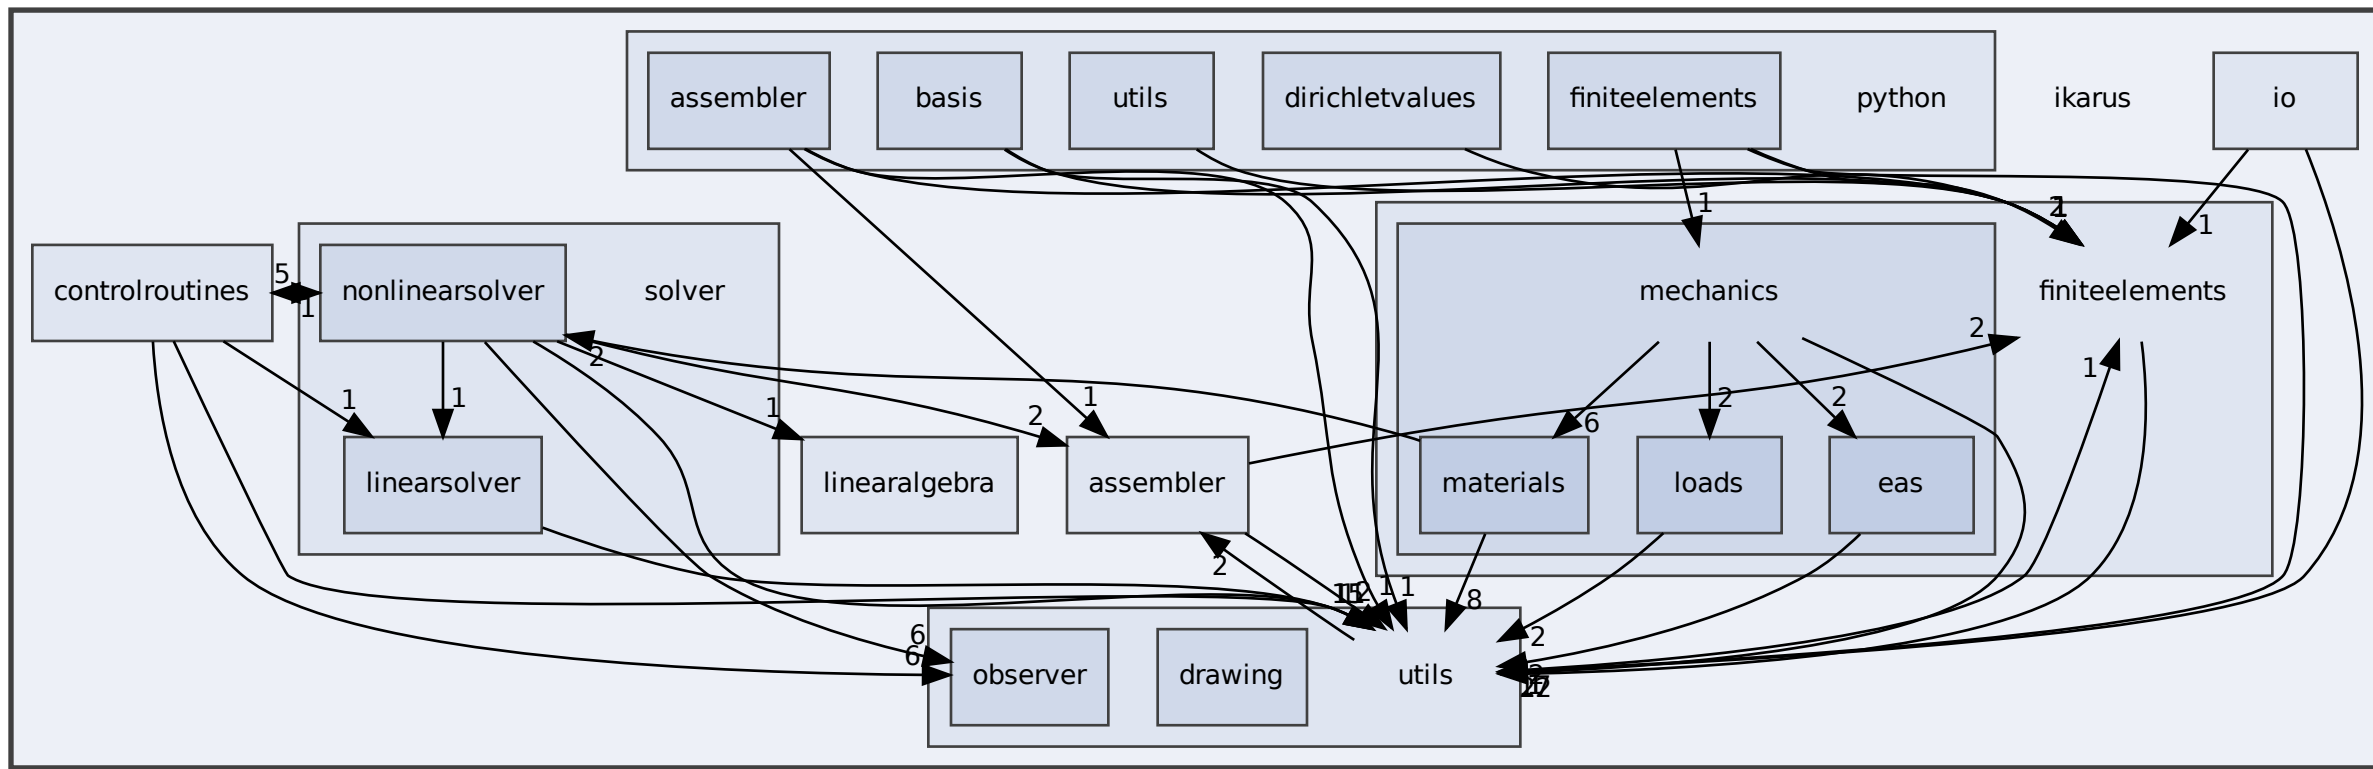 assembler
basis
utils
dirichletvalues
finiteelements
python
ikarus
io
1
1
controlroutines
5
1
nonlinearsolver
solver
mechanics
finiteelements
2
2
1
1
1
1
2
1
2
6
2
2
linearsolver
linearalgebra
assembler
materials
loads
eas
2
1
1
8
2
6
6
observer
drawing
utils